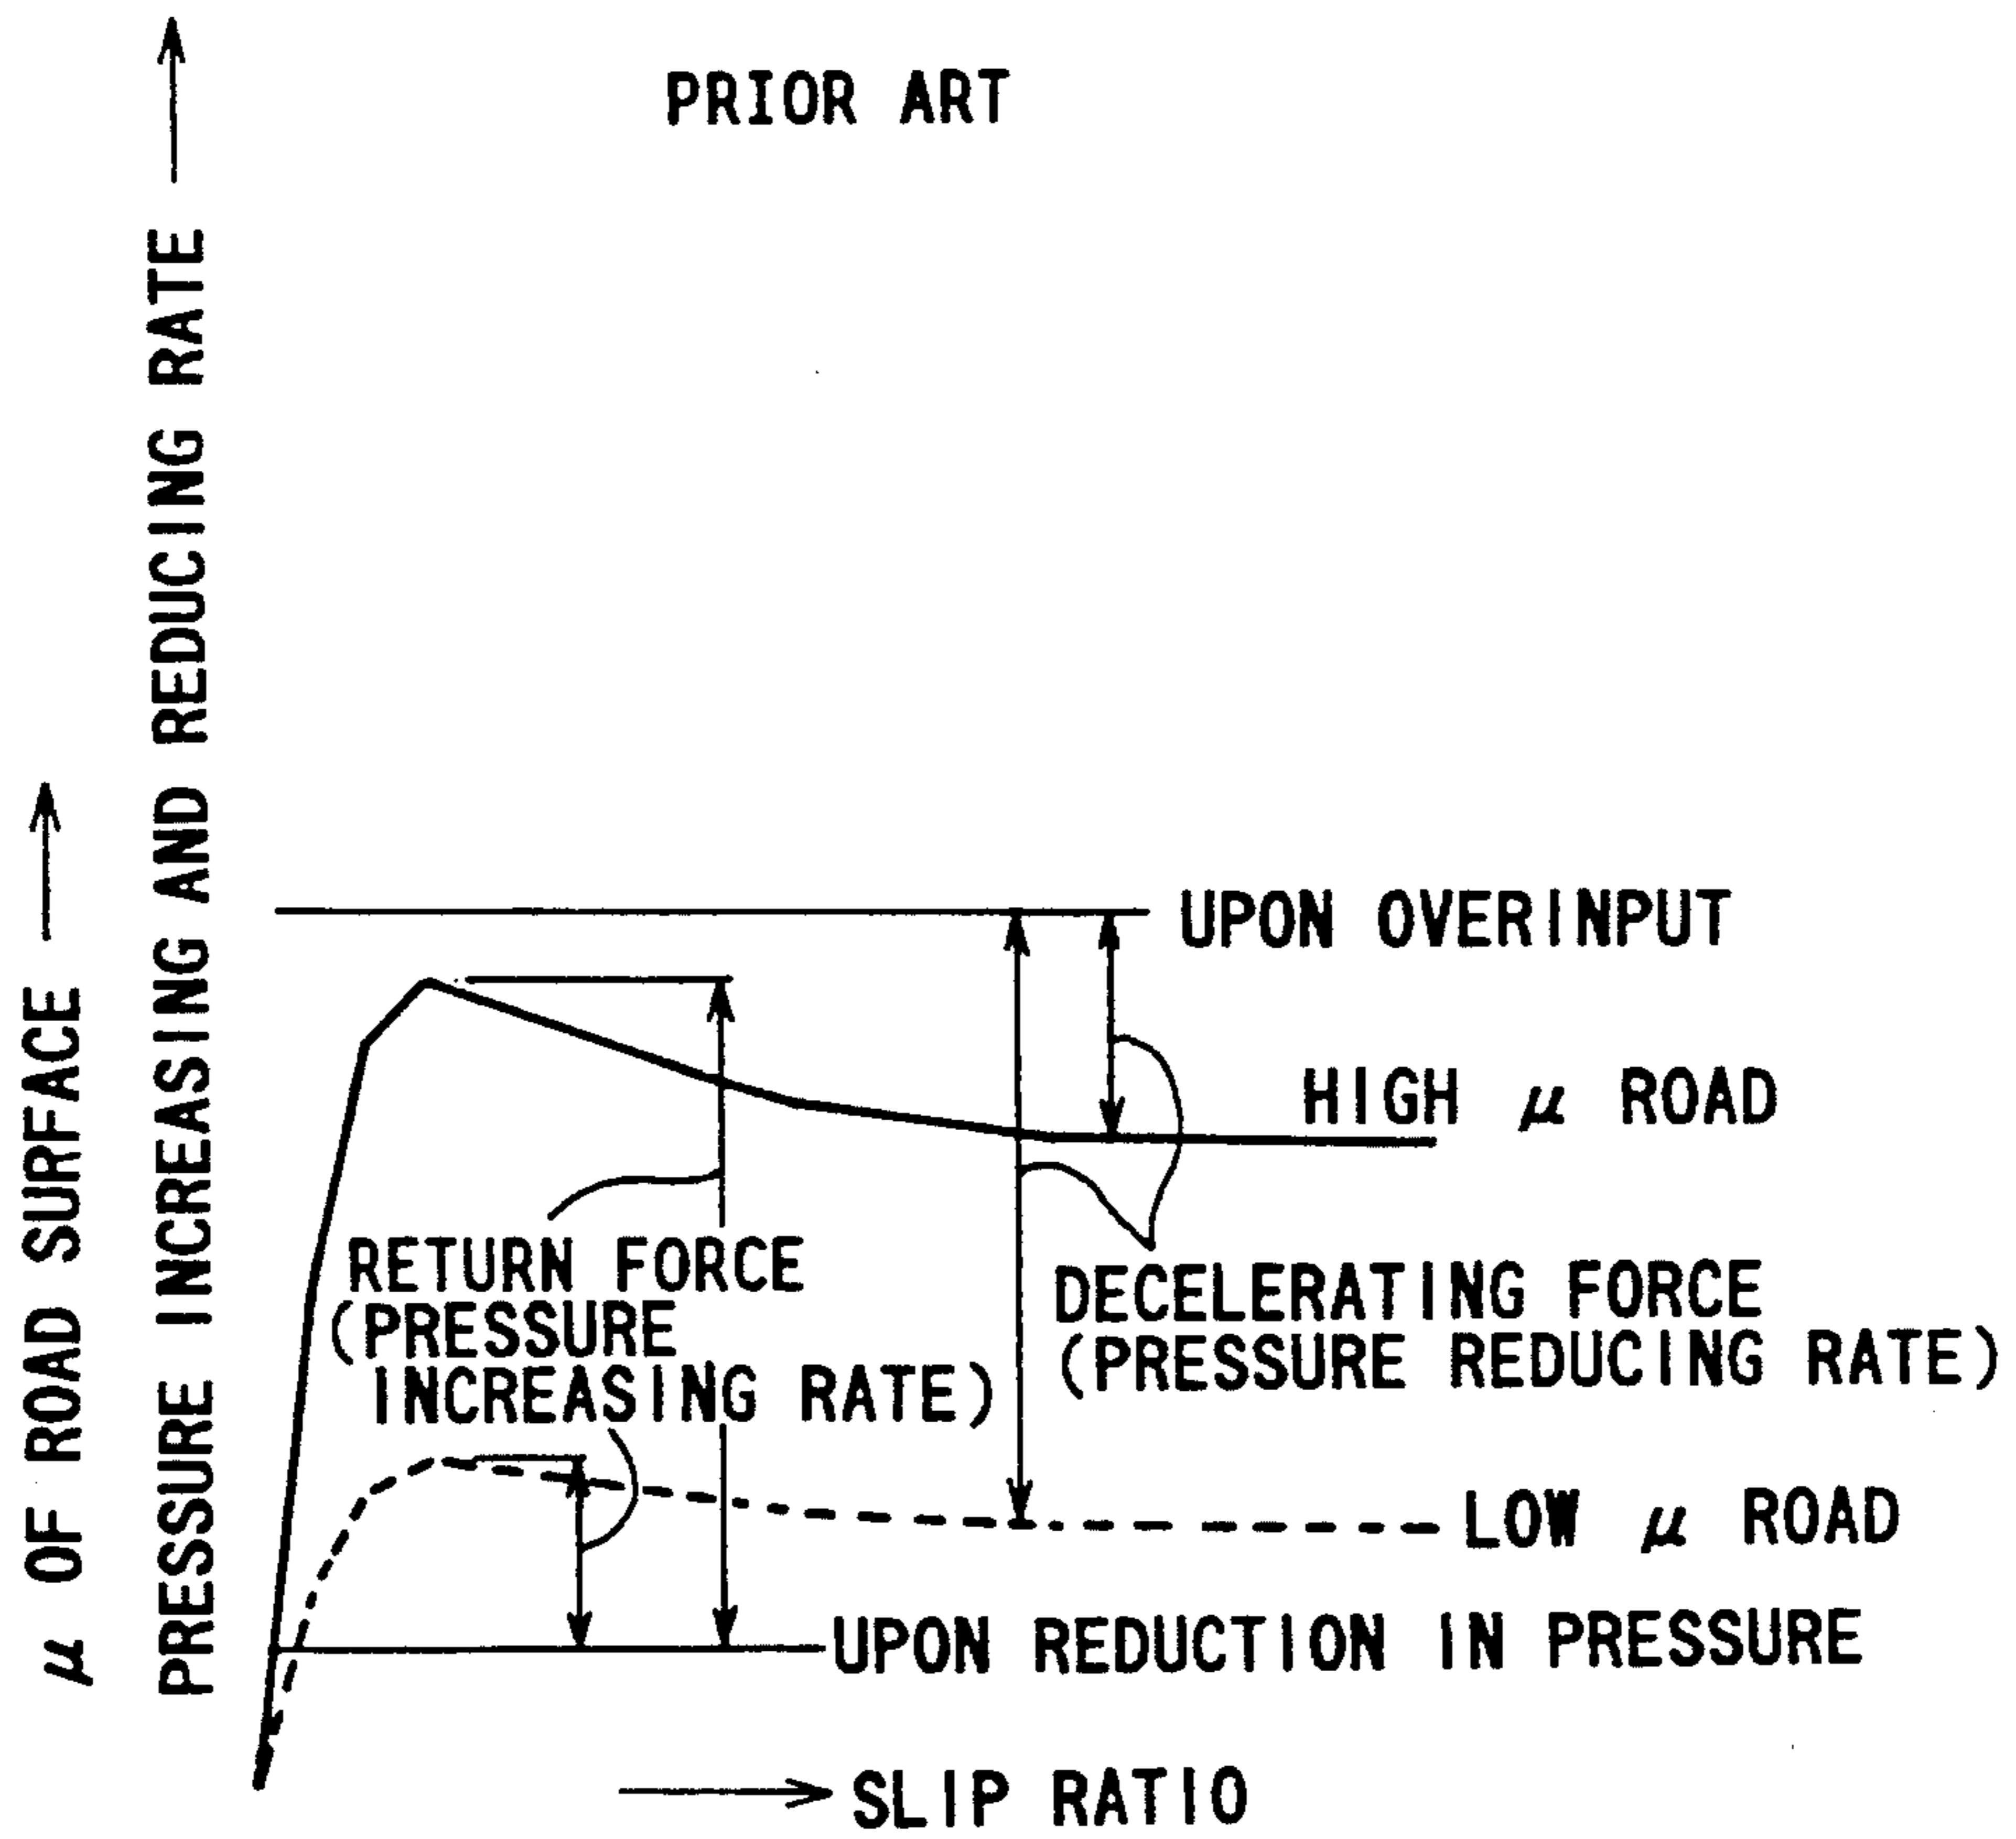 PRIOR ART
μ OF ROAD SURFACE
PRESSURE INCREASING AND REDUCING RATE
UPON OVERINPUT
HIGH μ ROAD
RETURN FORCE
(PRESSURE
INCREASING RATE)
DECELERATING FORCE
(PRESSURE REDUCING RATE)
LOW μ ROAD
UPON REDUCTION IN PRESSURE
SLIP RATIO